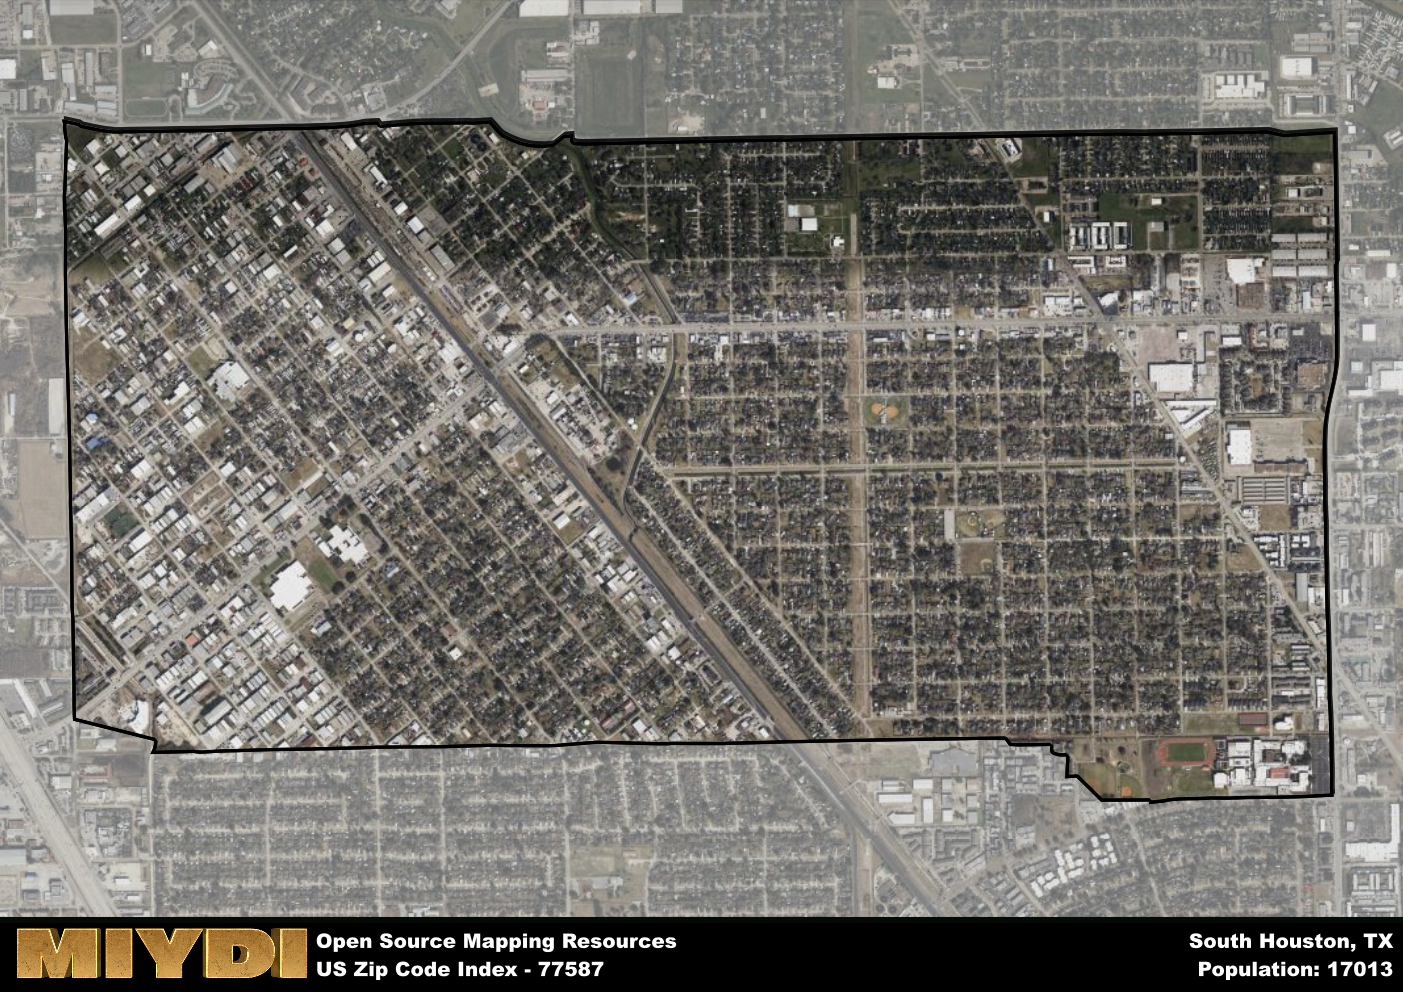 MIYDI
Open Source Mapping Resources
US Zip Code Index - 77587
South Houston, TX
Population: 17013